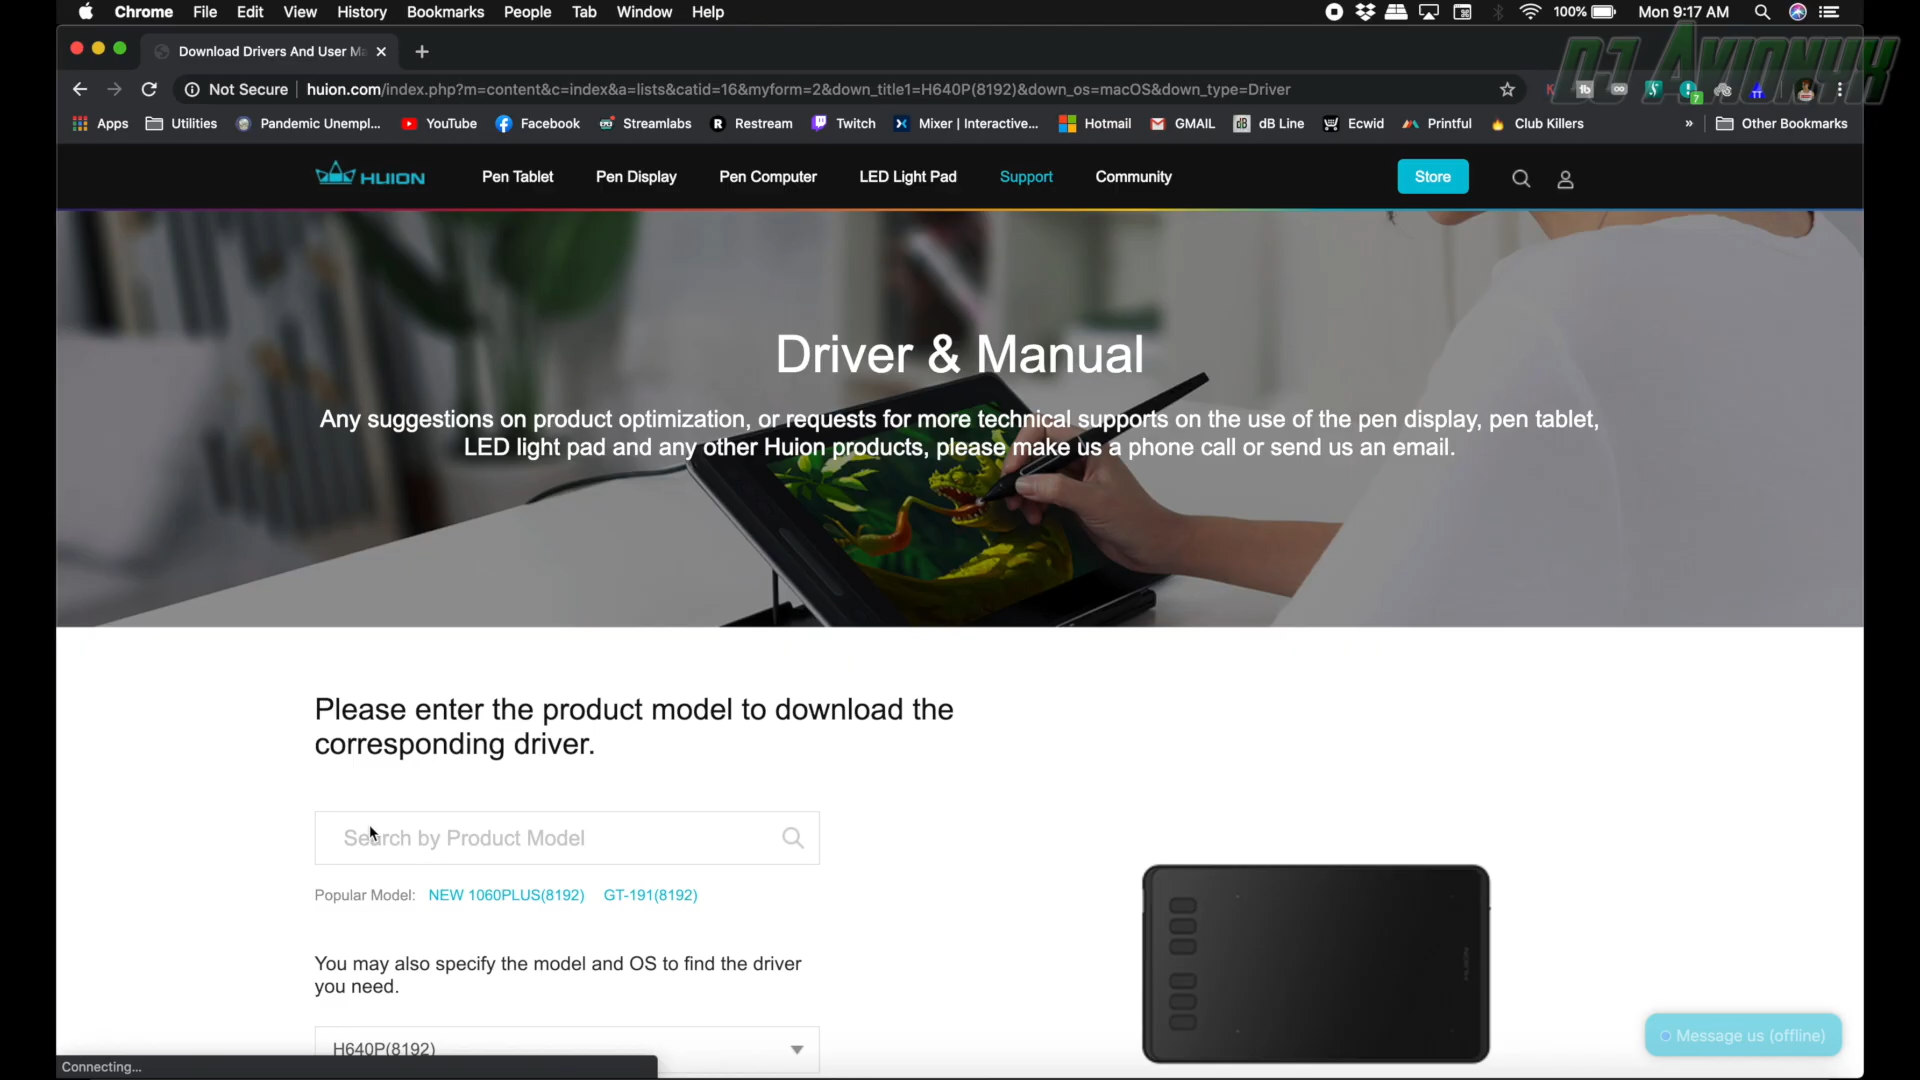 Chrome File Edit View History Bookmarks People Tab Window Help 100% Mon 9:17 AM
DJ AVIONYX
Download Drivers And User Ma
Not Secure huion.com/index.php?m=content&c=index&a=lists&catid=16&myform=2&down_title1=H640P(8192)&down_os=macOS&down_type=Driver
Apps Utilities Pandemic Unempl... YouTube Facebook Streamlabs Restream Twitch Mixer | Interactive... Hotmail GMAIL dB Line Ecwid Printful Club Killers » Other Bookmarks
HUION Pen Tablet Pen Display Pen Computer LED Light Pad Support Community Store
Driver & Manual
Any suggestions on product optimization, or requests for more technical supports on the use of the pen display, pen tablet,
LED light pad and any other Huion products, please make us a phone call or send us an email.
Please enter the product model to download the
corresponding driver.
Search by Product Model
Popular Model: NEW 1060PLUS(8192) GT-191(8192)
You may also specify the model and OS to find the driver
you need.
H640P(8192)
HUION
Message us (offline)
Connecting...